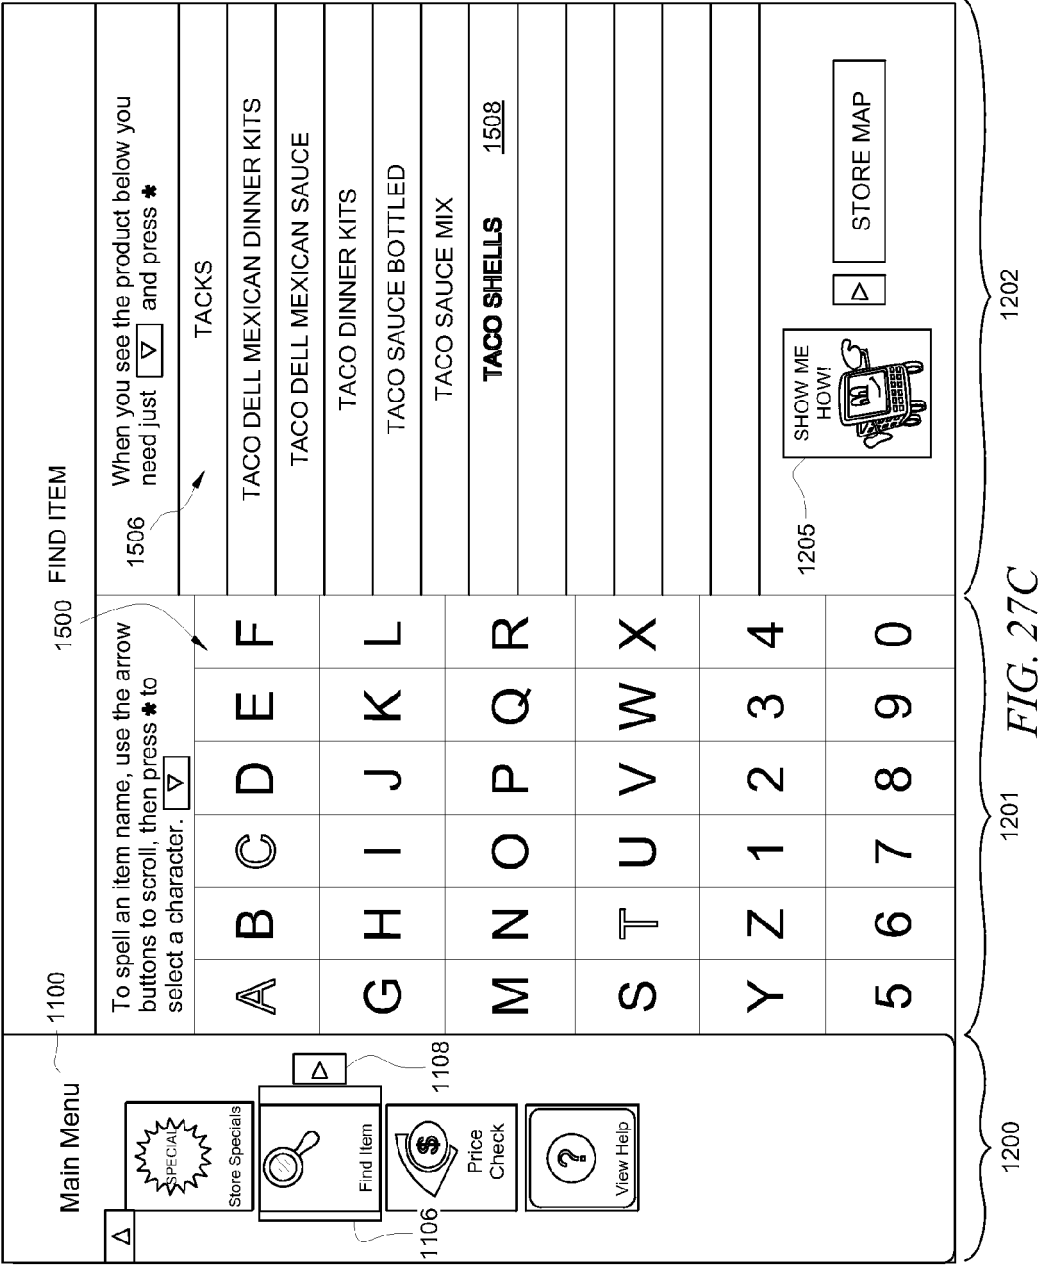 Main Menu
1100
SPECIAL
Store Specials
Find Item
1106
1108
$
Price
Check
?
View Help
1500
FIND ITEM
To spell an item name, use the arrow
buttons to scroll, then press * to
select a character.
A B C D E F
G H I J K L
M N O P Q R
S T U V W X
Y Z 1 2 3 4
5 6 7 8 9 0
When you see the product below you
need just and press *
1506
TACKS
TACO DELL MEXICAN DINNER KITS
TACO DELL MEXICAN SAUCE
TACO DINNER KITS
TACO SAUCE BOTTLED
TACO SAUCE MIX
TACO SHELLS 1508
1205
SHOW ME
HOW!
STORE MAP
1200
1201
1202
FIG. 27C